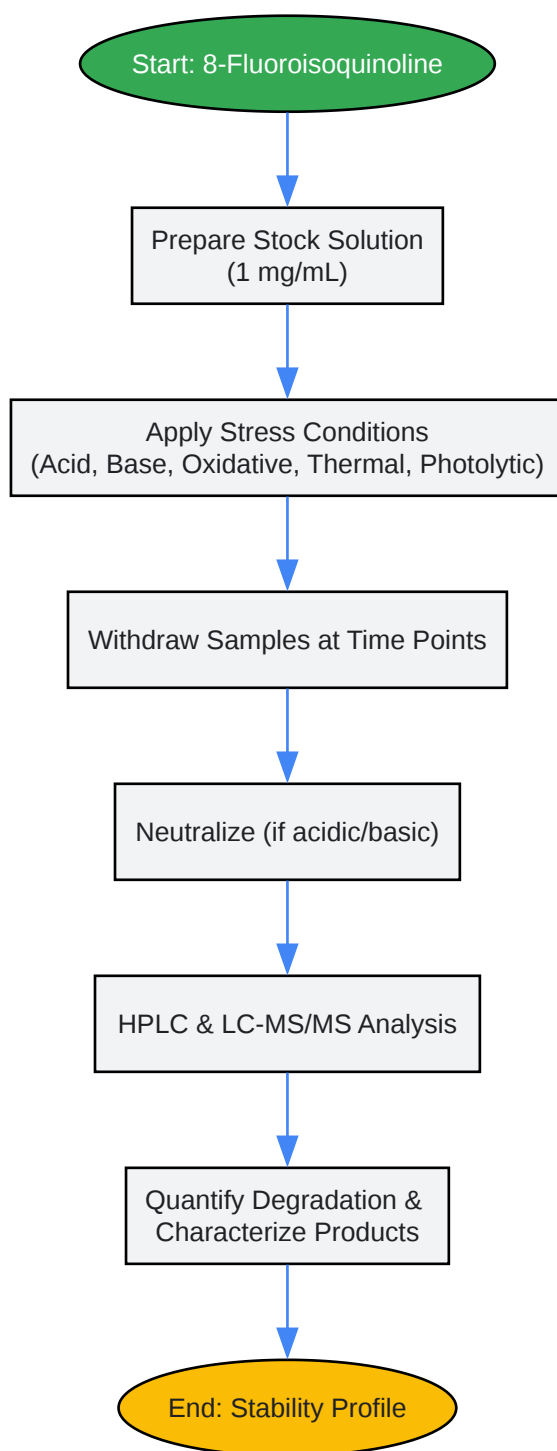 Start: 8-Fluoroisoquinoline
Prepare Stock Solution
(1 mg/mL)
Apply Stress Conditions
(Acid, Base, Oxidative, Thermal, Photolytic)
Withdraw Samples at Time Points
Neutralize (if acidic/basic)
HPLC & LC-MS/MS Analysis
Quantify Degradation &
Characterize Products
End: Stability Profile